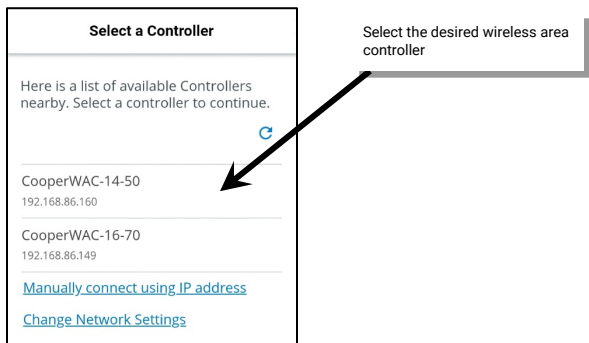 Select a Controller
Here is a list of available Controllers
nearby. Select a controller to continue.
CooperWAC-14-50
192.168.86.160
CooperWAC-16-70
192.168.86.149
Manually connect using IP address
Change Network Settings
Select the desired wireless area
controller